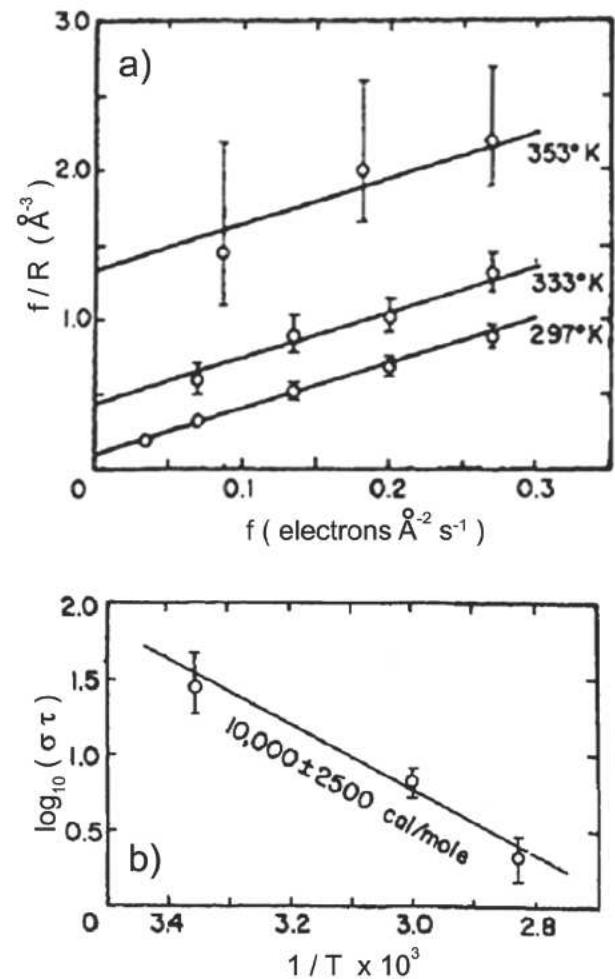 a)
3.0
2.0
1.0
0
f / R ( Å⁻³ )
353°K
333°K
297°K
0.1
0.2
0.3
f ( electrons Å⁻² s⁻¹ )
b)
2.0
1.5
1.0
0.5
0
log₁₀ ( σ τ )
10,000±2500 cal/mole
3.4
3.2
3.0
2.8
1 / T x 10³